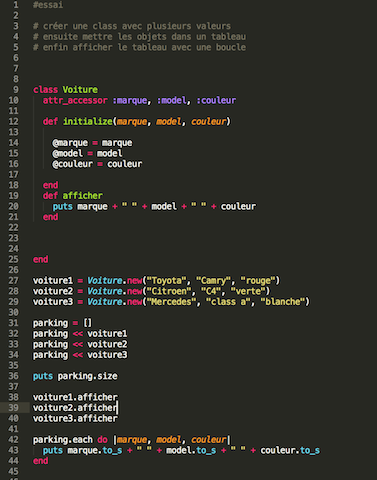 1 #essai
2
3 # créer une class avec plusieurs valeurs
4 # ensuite mettre les objets dans un tableau
5 # enfin afficher le tableau avec une boucle
6
7
8
9 class Voiture
10 attr_accessor :marque, :model, :couleur
11
12 def initialize(marque, model, couleur)
13
14 @marque = marque
15 @model = model
16 @couleur = couleur
17
18 end
19 def afficher
20 puts marque + " " + model + " " + couleur
21 end
22
23
24
25 end
26
27 voiture1 = Voiture.new("Toyota", "Camry", "rouge")
28 voiture2 = Voiture.new("Citroen", "C4", "verte")
29 voiture3 = Voiture.new("Mercedes", "class a", "blanche")
30
31 parking = []
32 parking << voiture1
33 parking << voiture2
34 parking << voiture3
35
36 puts parking.size
37
38 voiture1.afficher
39 voiture2.afficher
40 voiture3.afficher
41
42 parking.each do |marque, model, couleur|
43 puts marque.to_s + " " + model.to_s + " " + couleur.to_s
44 end
45